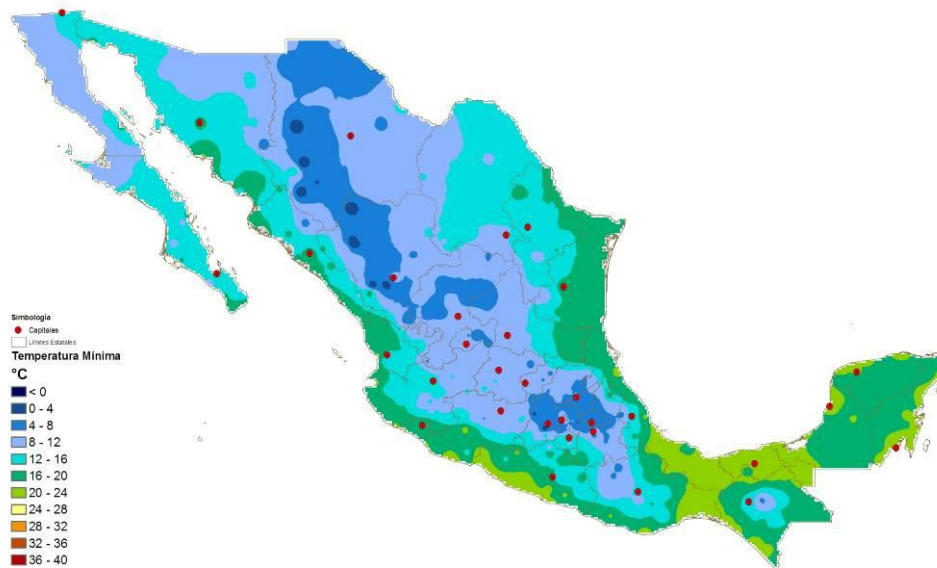 Simbología
Capitales
Límites Estatales
Temperatura Mínima
°C
< 0
0 - 4
4 - 8
8 - 12
12 - 16
16 - 20
20 - 24
24 - 28
28 - 32
32 - 36
36 - 40